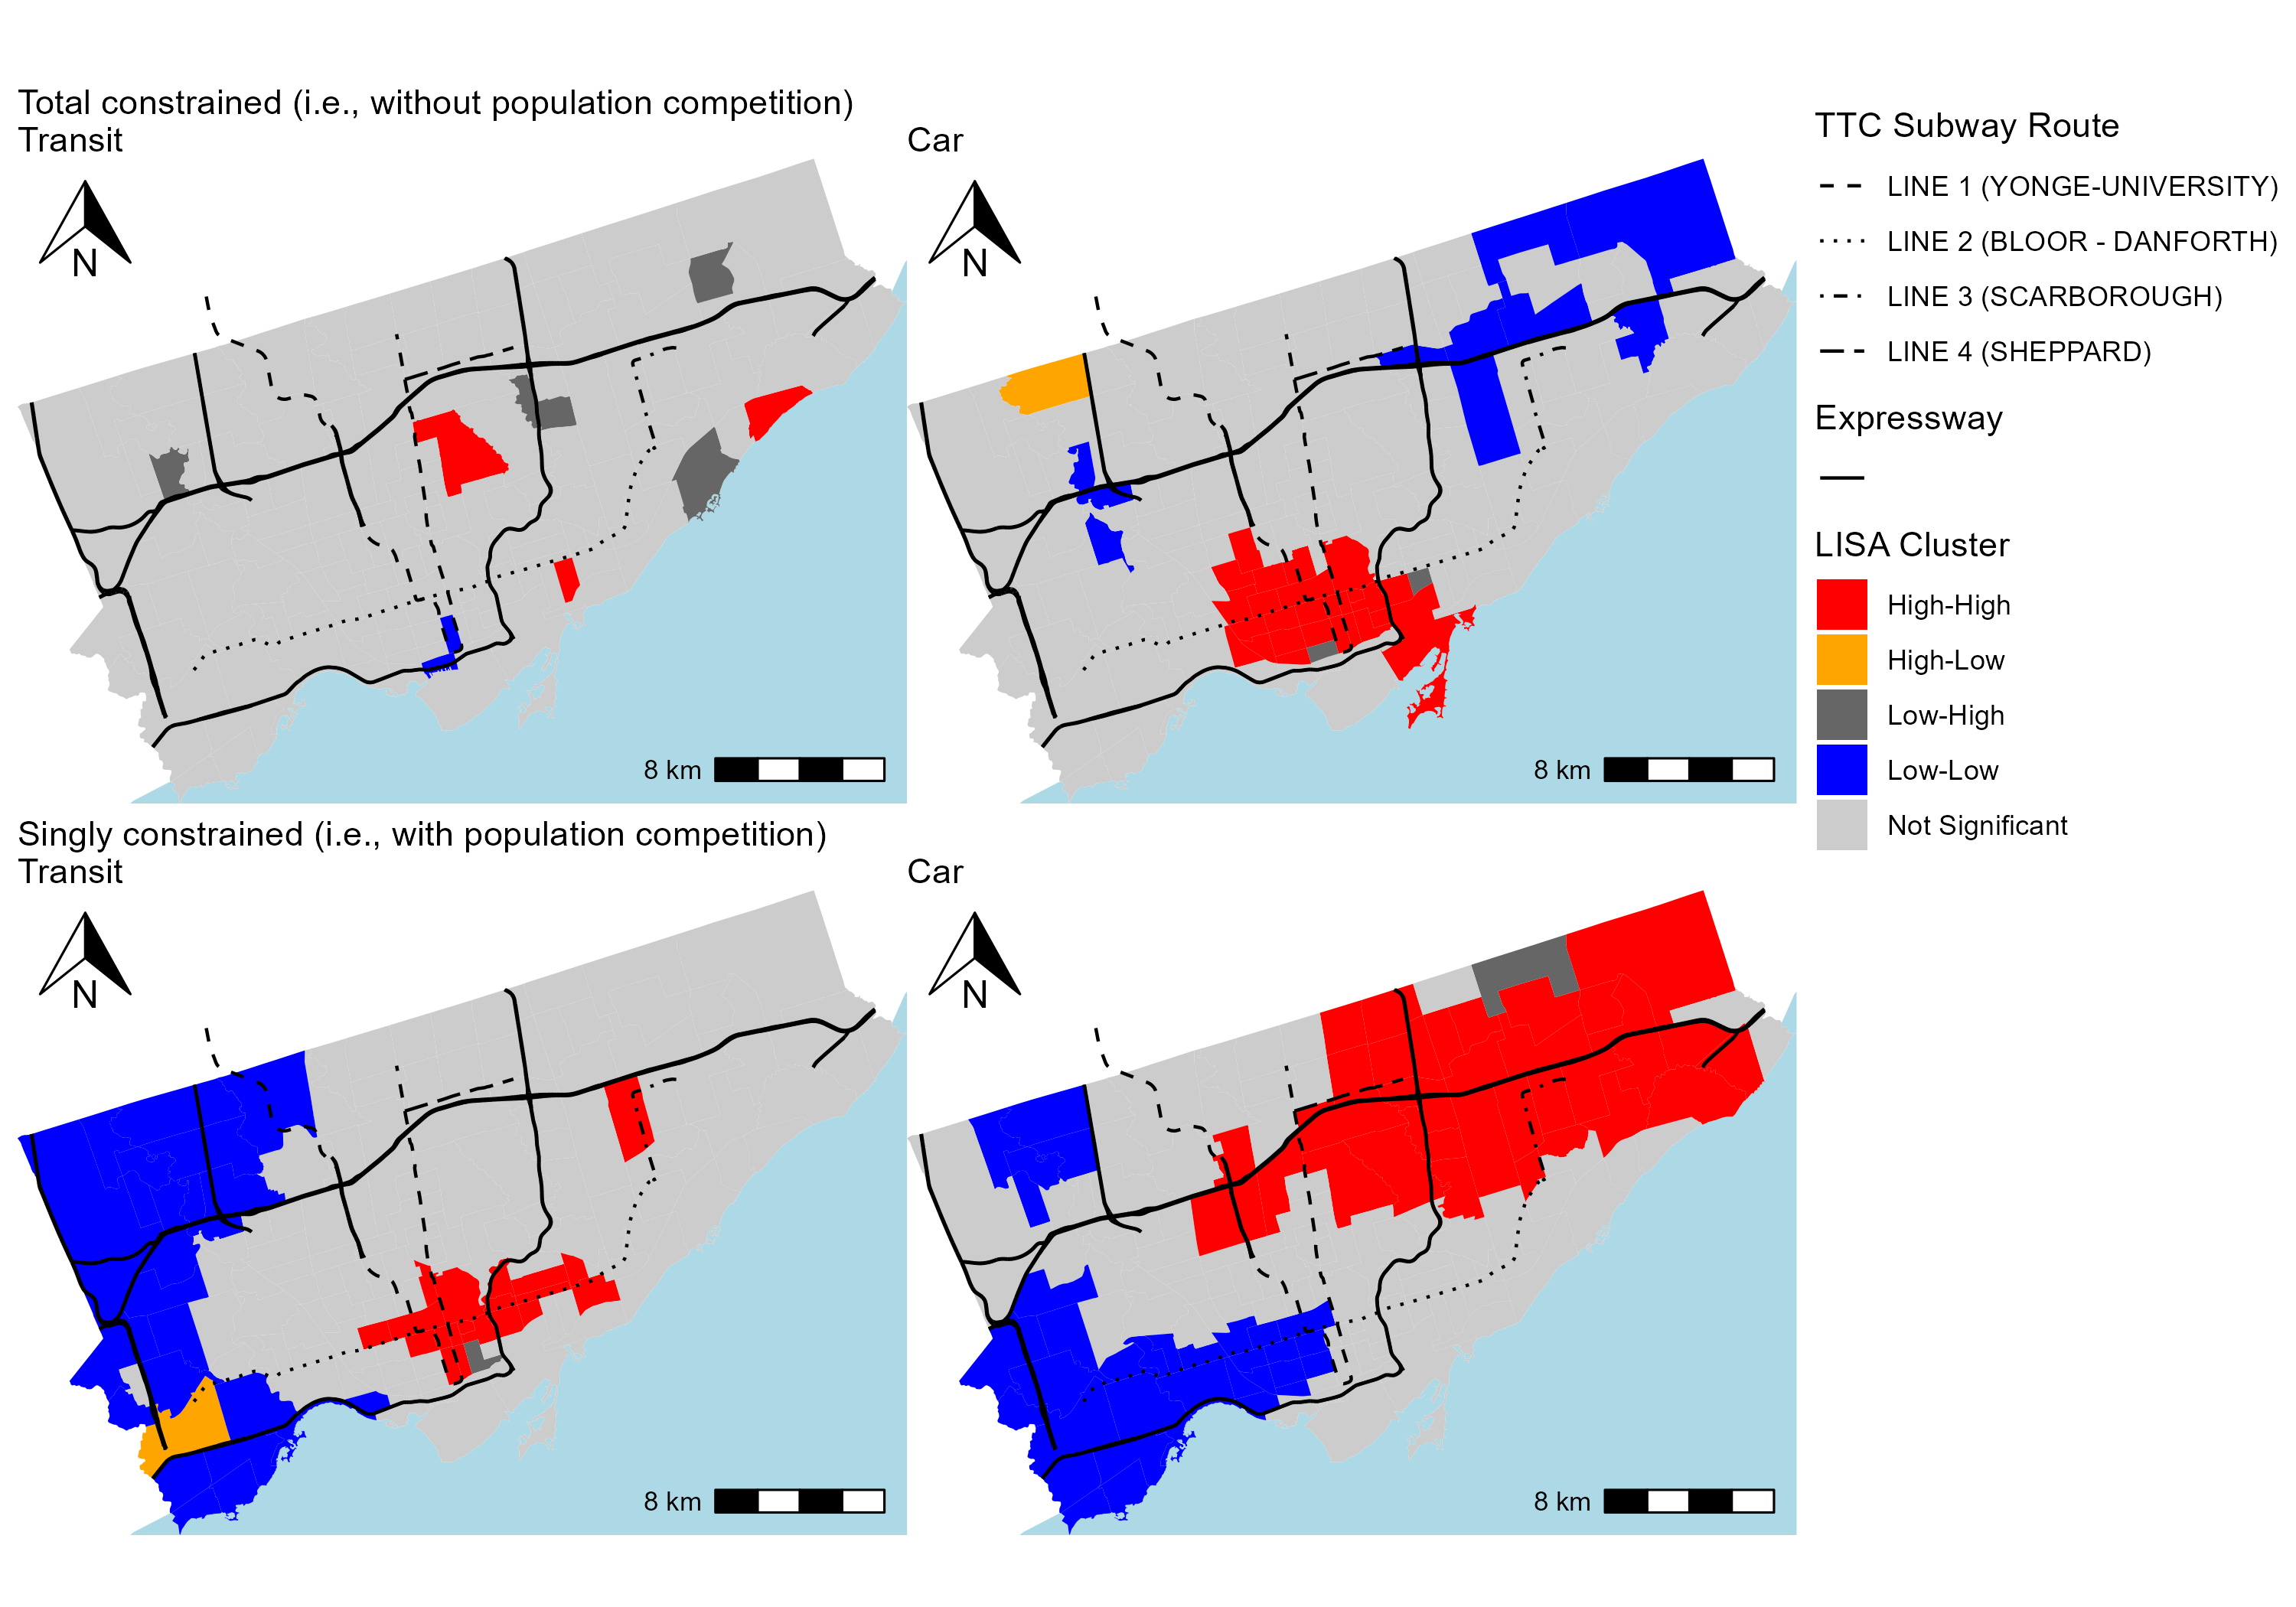 Total constrained (i.e., without population competition)
Transit
Car
N
N
8 km
8 km
Singly constrained (i.e., with population competition)
Transit
Car
N
N
8 km
8 km
TTC Subway Route
LINE 1 (YONGE-UNIVERSITY)
LINE 2 (BLOOR - DANFORTH)
LINE 3 (SCARBOROUGH)
LINE 4 (SHEPPARD)
Expressway
LISA Cluster
High-High
High-Low
Low-High
Low-Low
Not Significant